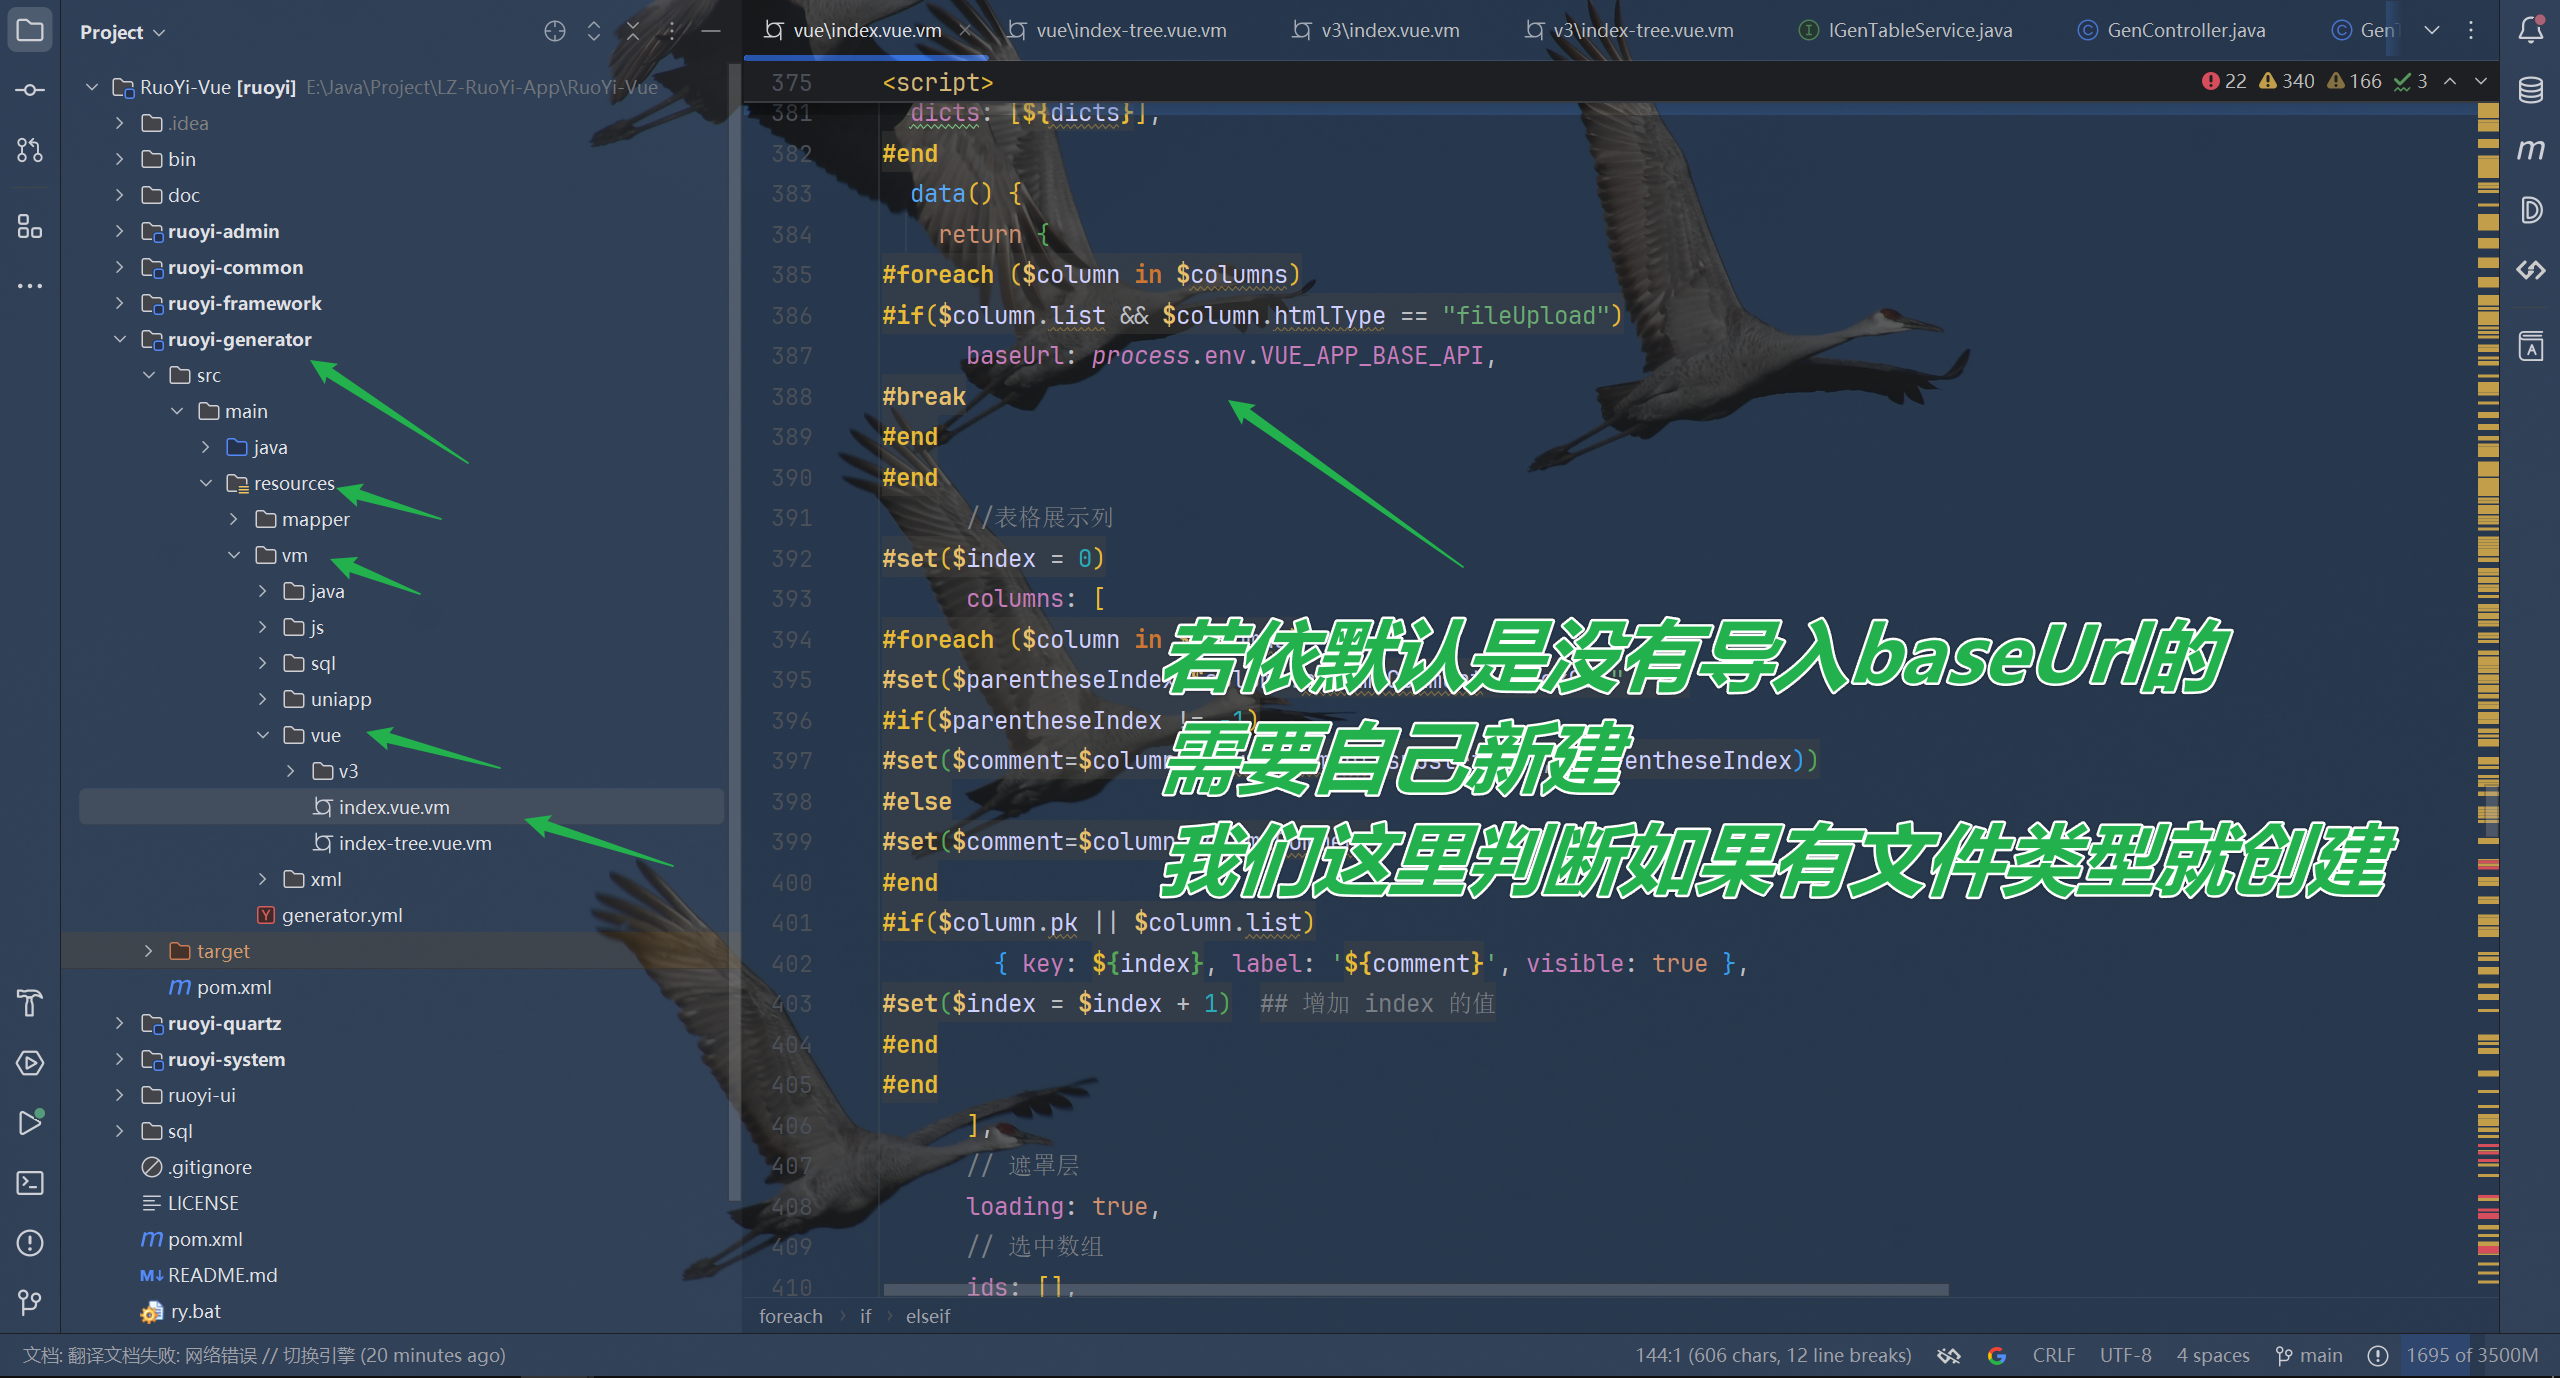 Project
RuoYi-Vue [ruoyi] E:\Java\Project\LZ-RuoYi-App\RuoYi-Vue
.idea
bin
doc
ruoyi-admin
ruoyi-common
ruoyi-framework
ruoyi-generator
src
main
java
resources
mapper
vm
java
js
sql
uniapp
vue
v3
index.vue.vm
index-tree.vue.vm
xml
generator.yml
target
pom.xml
ruoyi-quartz
ruoyi-system
ruoyi-ui
sql
.gitignore
LICENSE
pom.xml
README.md
ry.bat
vue\index.vue.vm
vue\index-tree.vue.vm
v3\index.vue.vm
v3\index-tree.vue.vm
IGenTableService.java
GenController.java
Gen
22 340 166 3
375 <script>
381 dicts: [${dicts}],
382 #end
383 data() {
384 return {
385 #foreach ($column in $columns)
386 #if($column.list && $column.htmlType == "fileUpload")
387 baseUrl: process.env.VUE_APP_BASE_API,
388 #break
389 #end
390 #end
391 //表格展示列
392 #set($index = 0)
393 columns: [
394 #foreach ($column in
395 #set($parentheseIndex
396 #if($parentheseIndex != -1)
397 #set($comment=$column entheseIndex))
398 #else
399 #set($comment=$column
400 #end
401 #if($column.pk || $column.list)
402 { key: ${index}, label: '${comment}', visible: true },
403 #set($index = $index + 1) ## 增加 index 的值
404 #end
405 #end
406 ],
407 // 遮罩层
408 loading: true,
409 // 选中数组
410 ids: [],
若依默认是没有导入baseUrl的
需要自己新建
我们这里判断如果有文件类型就创建
foreach if elseif
文档: 翻译文档失败: 网络错误 // 切换引擎 (20 minutes ago)
144:1 (606 chars, 12 line breaks) CRLF UTF-8 4 spaces main 1695 of 3500M